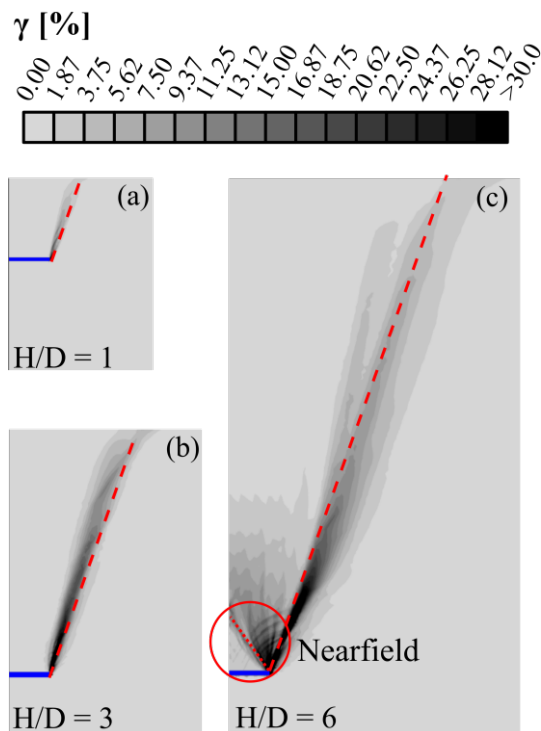 γ [%]
0.00 1.87 3.75 5.62 7.50 9.37 11.25 13.12 15.00 16.87 18.75 20.62 22.50 24.37 26.25 28.12 >30.0
(a)
H/D = 1
(b)
H/D = 3
(c)
Nearfield
H/D = 6